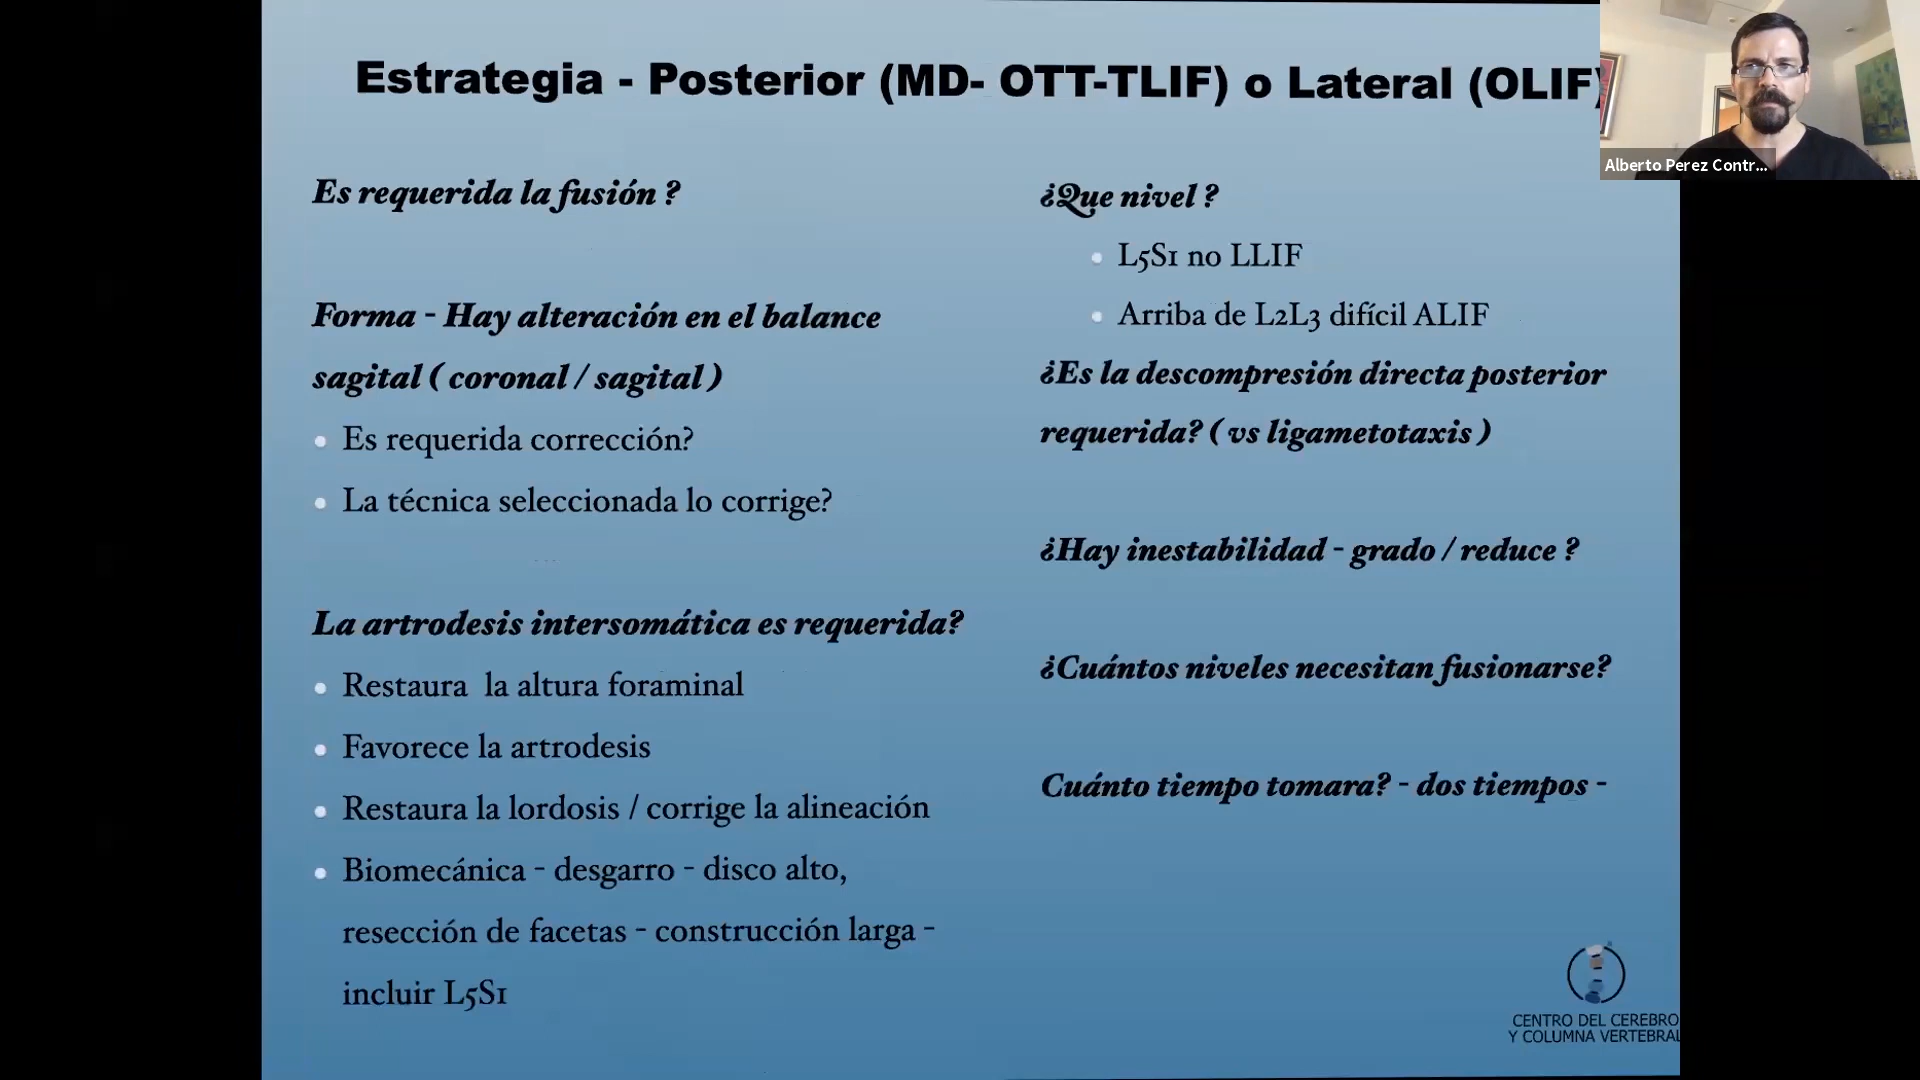 Estrategia - Posterior (MD- OTT-TLIF) o Lateral (OLIF)
Alberto Perez Contr...
Es requerida la fusión ?
Forma - Hay alteración en el balance
sagital ( coronal / sagital )
Es requerida corrección?
La técnica seleccionada lo corrige?
La artrodesis intersomática es requerida?
Restaura la altura foraminal
Favorece la artrodesis
Restaura la lordosis / corrige la alineación
Biomecánica - desgarro - disco alto,
resección de facetas - construcción larga -
incluir L5S1
¿Que nivel ?
L5S1 no LLIF
Arriba de L2L3 difícil ALIF
¿Es la descompresión directa posterior
requerida? ( vs ligametotaxis )
¿Hay inestabilidad - grado / reduce ?
¿Cuántos niveles necesitan fusionarse?
Cuánto tiempo tomara? - dos tiempos -
CENTRO DEL CEREBRO
Y COLUMNA VERTEBRAL